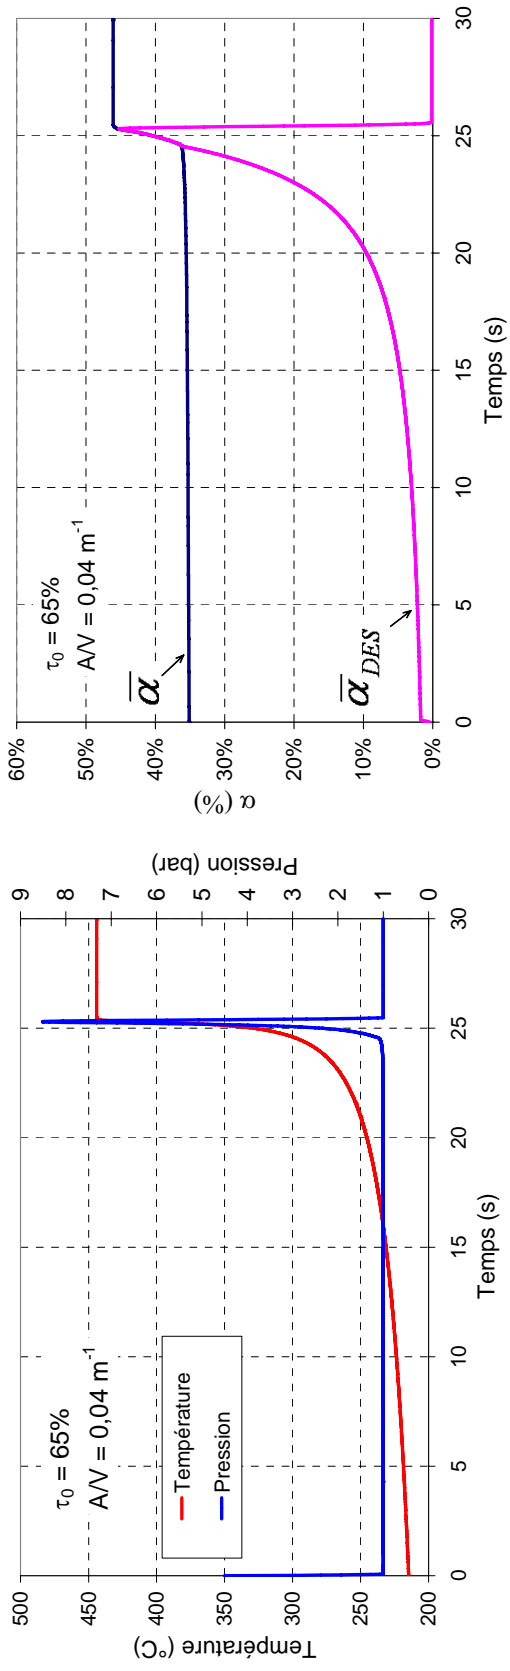 τ0 = 65%
A/V = 0,04 m-1
Température (°C)
500
450
400
350
300
250
200
Température
Pression
0
5
10
15
20
25
30
Temps (s)
9
8
7
6
5
4
3
2
1
0
Pression (bar)
τ0 = 65%
A/V = 0,04 m-1
α (%)
60%
50%
40%
30%
20%
10%
0%
α
αDES
0
5
10
15
20
25
30
Temps (s)